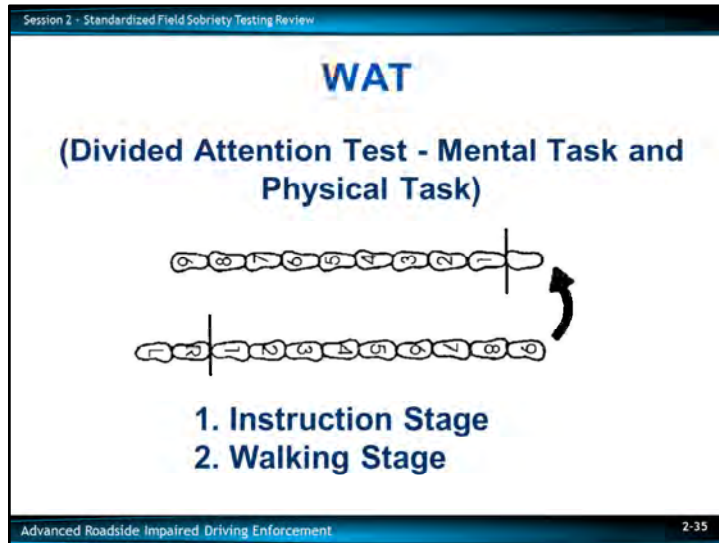 Session 2 - Standardized Field Sobriety Testing Review
WAT
(Divided Attention Test - Mental Task and
Physical Task)
9 8 7 6 5 4 3 2 1
L R 1 2 3 4 5 6 7 8 9
1. Instruction Stage
2. Walking Stage
Advanced Roadside Impaired Driving Enforcement 2-35